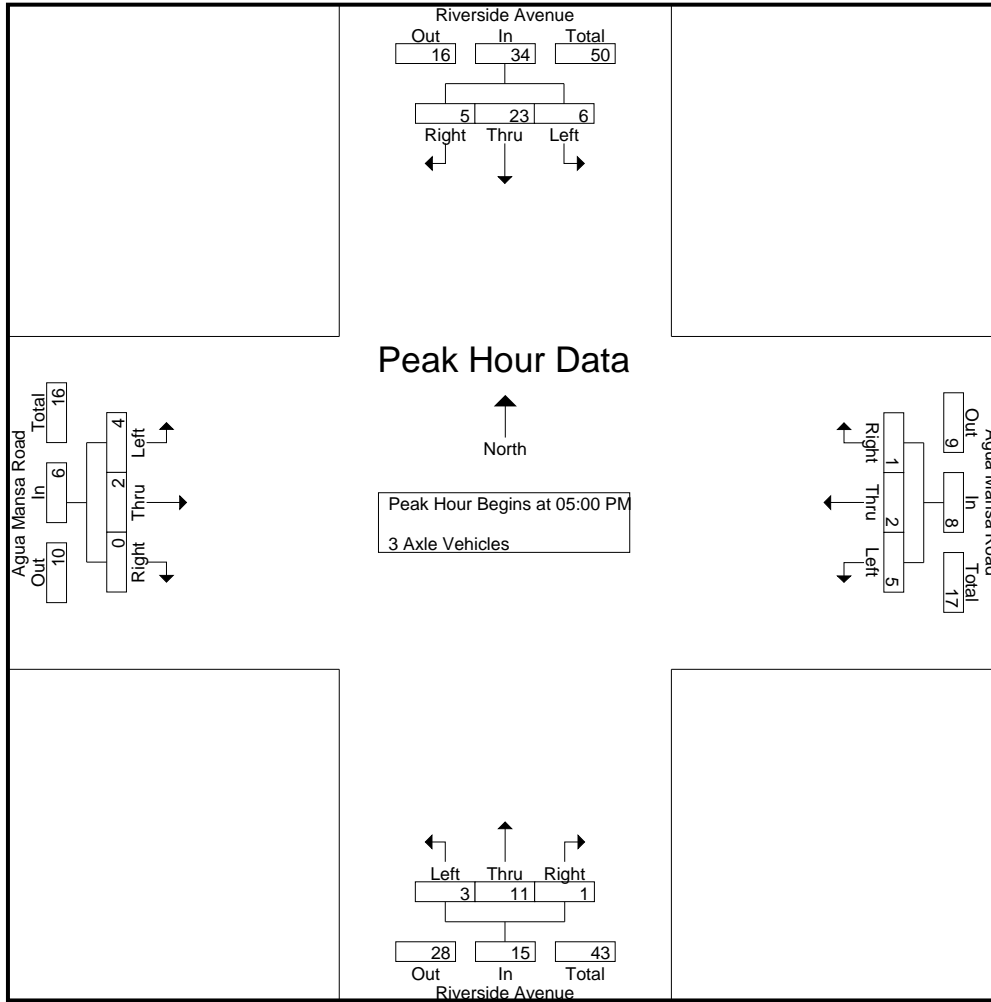 Riverside Avenue
Out In Total
16 34 50
5 23 6
Right Thru Left
Peak Hour Data
North
Peak Hour Begins at 05:00 PM
3 Axle Vehicles
Agua Mansa Road
Total In Out
16 6 10
4 2 0
Left Thru Right
Agua Mansa Road
Out In Total
9 8 17
1 2 5
Right Thru Left
Left Thru Right
3 11 1
28 15 43
Out In Total
Riverside Avenue